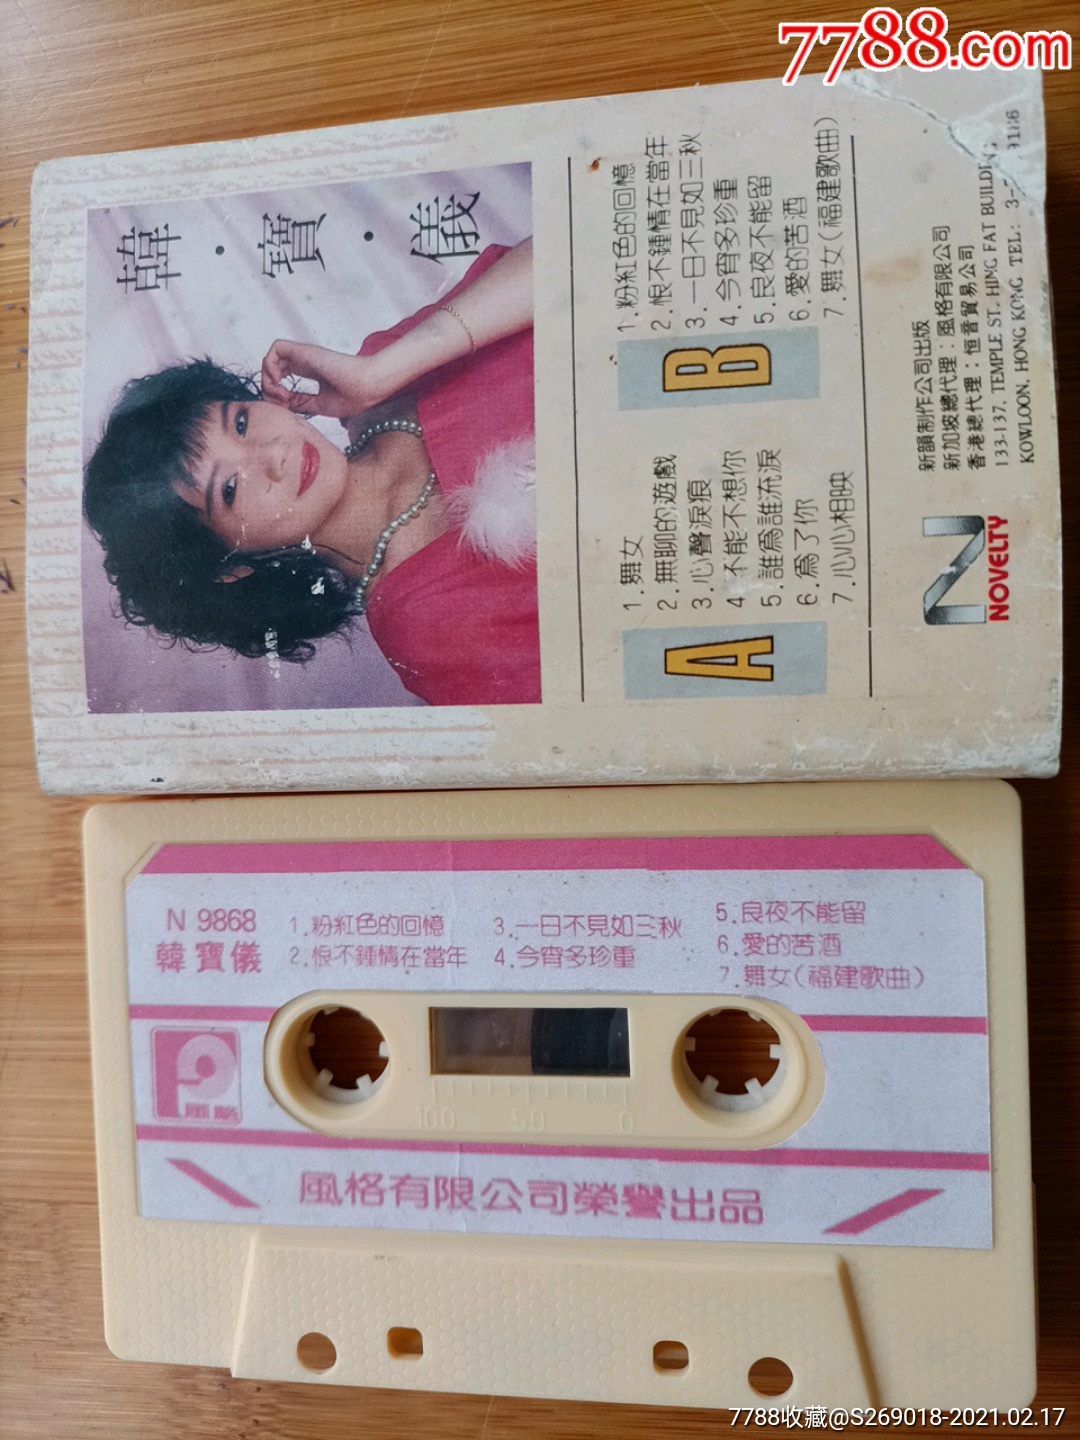 7788.com
韓・寶・儀
A
1.舞女
2.無聊的遊戲
3.心聲淚痕
4.不能不想你
5.誰為誰流淚
6.為了你
7.心心相映
B
1.粉紅色的回憶
2.恨不鍾情在當年
3.一日不見如三秋
4.今宵多珍重
5.良夜不能留
6.愛的苦酒
7.舞女(福建歌曲)
N
NOVELTY
新韻制作公司出版
新加坡總代理：風格有限公司
香港總代理：恒音貿易公司
133-137, TEMPLE ST. HING FAT BUILDING
KOWLOON, HONG KONG TEL: 3-
N 9868
韓寶儀
1.粉紅色的回憶
2.恨不鍾情在當年
3.一日不見如三秋
4.今宵多珍重
5.良夜不能留
6.愛的苦酒
7.舞女(福建歌曲)
風格
100 50 0
風格有限公司榮譽出品
7788收藏@S269018-2021.02.17